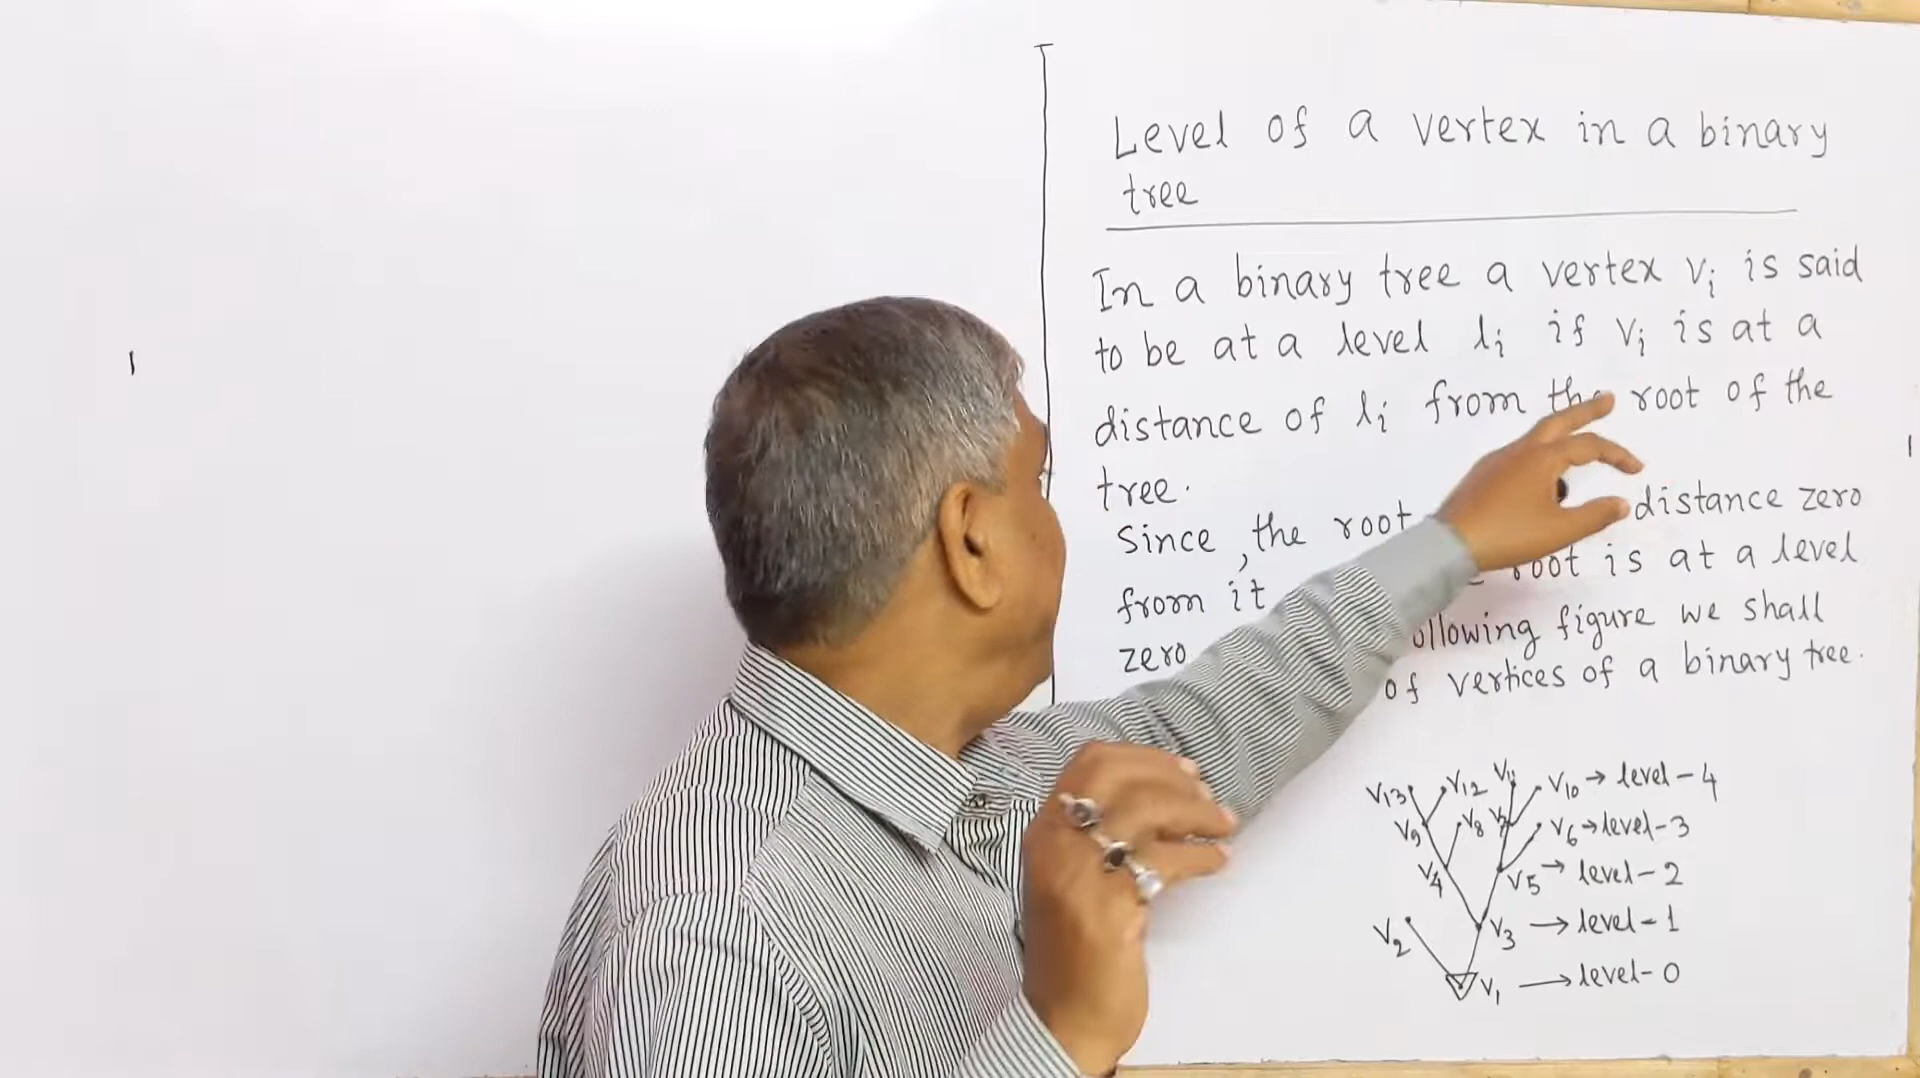 Level of a vertex in a binary
tree
In a binary tree a vertex vi is said
to be at a level li if vi is at a
distance of li from the root of the
tree.
Since, the root distance zero
from it root is at a level
zero following figure we shall
of vertices of a binary tree.
V13 V12 V11 V10 → level-4
V9 V8 V7 V6 → level-3
V4 V5 → level-2
V2 V3 → level-1
V1 → level-0